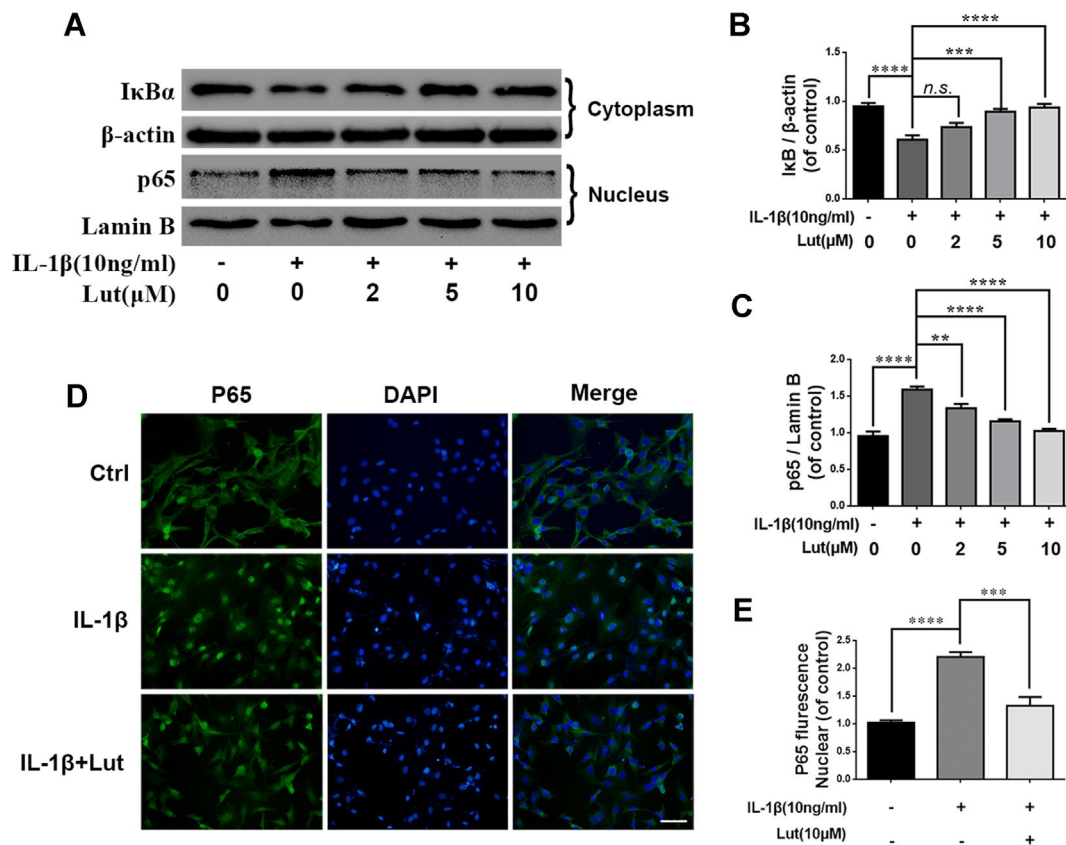 A
IκBα
β-actin
Cytoplasm
p65
Lamin B
Nucleus
IL-1β(10ng/ml) - + + + +
Lut(μM) 0 0 2 5 10
B
****
***
**** n.s.
IκB / β-actin
(of control)
1.5
1.0
0.5
0.0
IL-1β(10ng/ml) - + + + +
Lut(μM) 0 0 2 5 10
C
****
****
**** **
p65 / Lamin B
(of control)
2.0
1.5
1.0
0.5
0.0
IL-1β(10ng/ml) - + + + +
Lut(μM) 0 0 2 5 10
D
P65 DAPI Merge
Ctrl
IL-1β
IL-1β+Lut
E
**** ***
P65 flurescence
Nuclear (of control)
2.5
2.0
1.5
1.0
0.5
0.0
IL-1β(10ng/ml) - + +
Lut(10μM) - - +